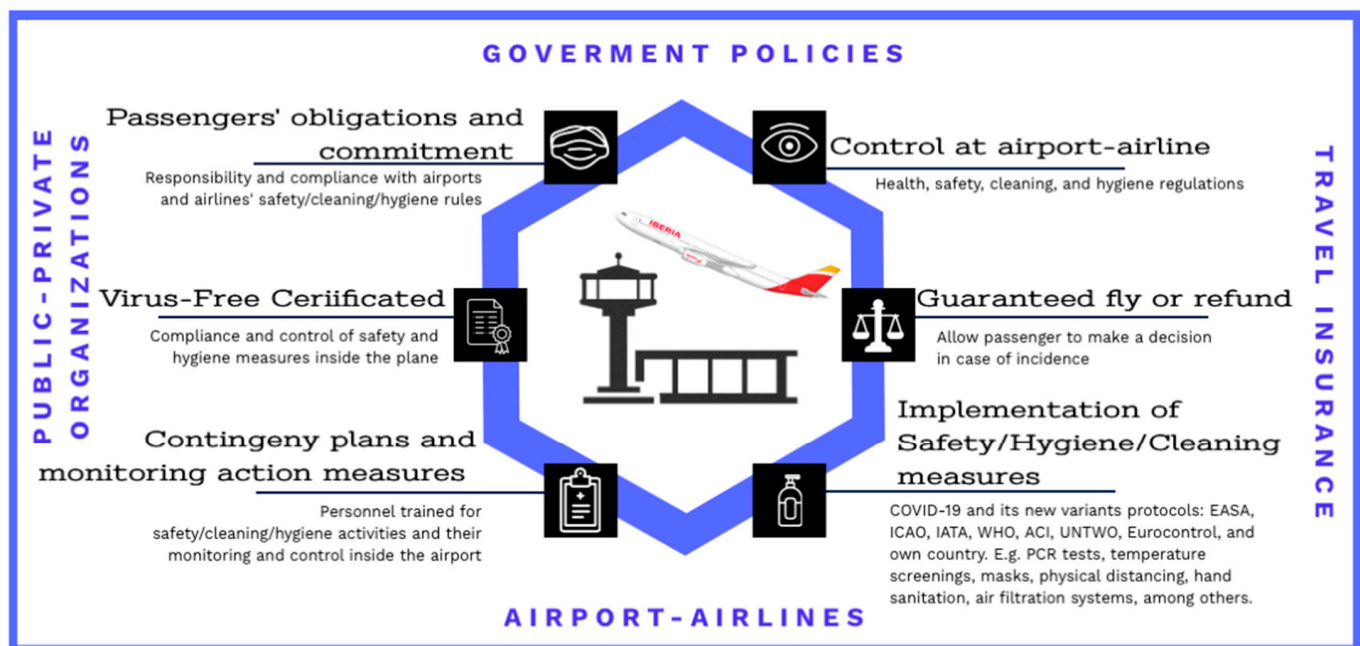 GOVERMENT POLICIES
PUBLIC-PRIVATE
ORGANIZATIONS
Passengers' obligations and
commitment
Responsibility and compliance with airports
and airlines' safety/cleaning/hygiene rules
Control at airport-airline
Health, safety, cleaning, and hygiene regulations
TRAVEL INSURANCE
IBERIA
Virus-Free Ceriificated
Compliance and control of safety and
hygiene measures inside the plane
Guaranteed fly or refund
Allow passenger to make a decision
in case of incidence
Contingeny plans and
monitoring action measures
Personnel trained for
safety/cleaning/hygiene activities and their
monitoring and control inside the airport
Implementation of
Safety/Hygiene/Cleaning
measures
COVID-19 and its new variants protocols: EASA,
ICAO, IATA, WHO, ACI, UNTWO, Eurocontrol, and
own country. E.g. PCR tests, temperature
screenings, masks, physical distancing, hand
sanitation, air filtration systems, among others.
AIRPORT-AIRLINES